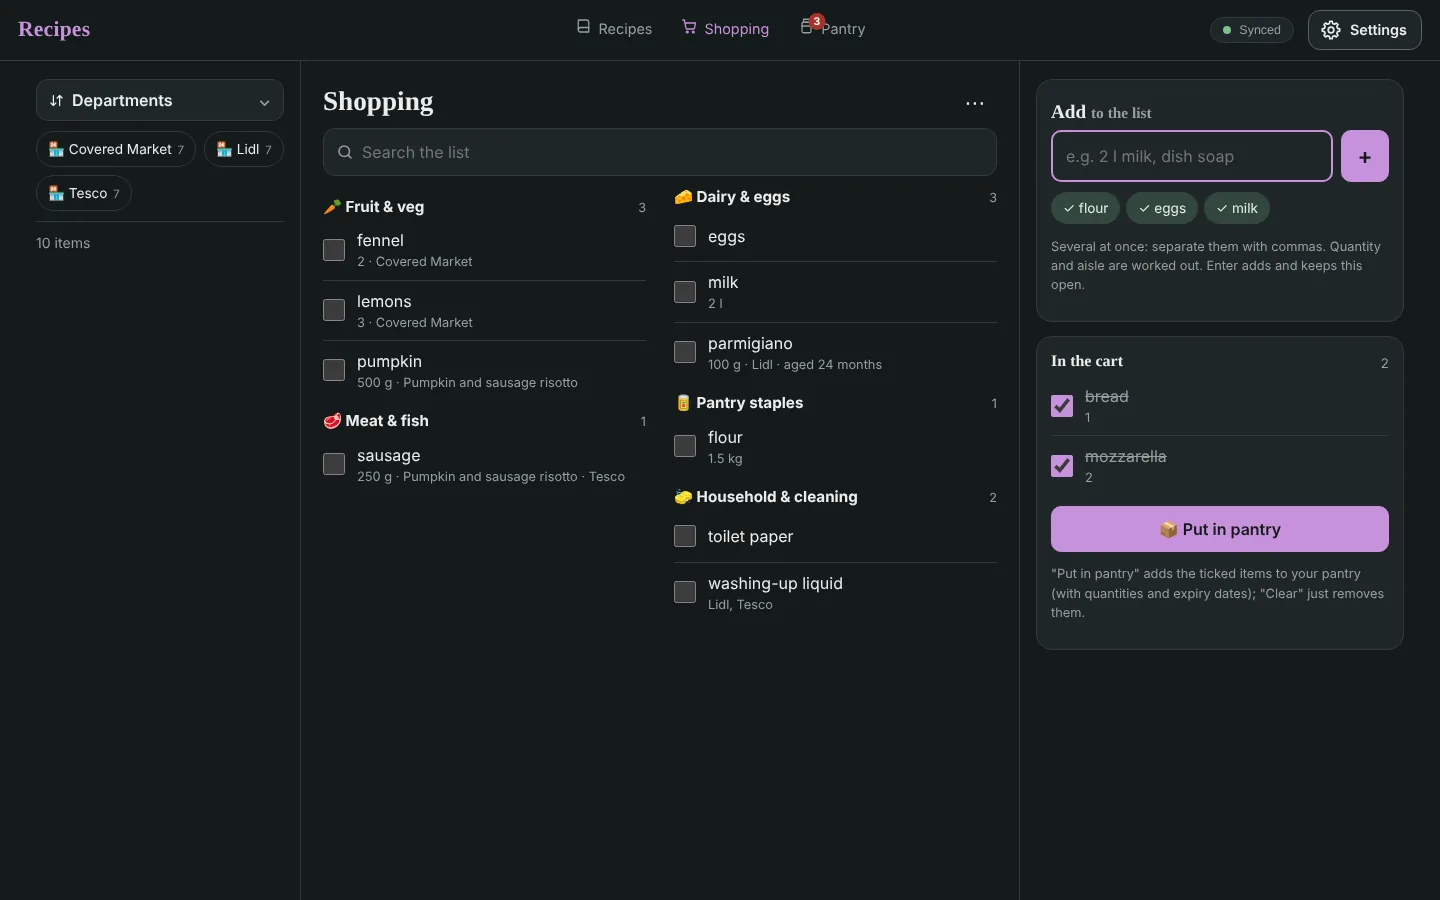 Recipes
Recipes
Shopping
3
Pantry
Synced
Settings
Departments
Covered Market 7
Lidl 7
Tesco 7
10 items
Shopping
...
Search the list
Fruit & veg 3
fennel
2 · Covered Market
lemons
3 · Covered Market
pumpkin
500 g · Pumpkin and sausage risotto
Meat & fish 1
sausage
250 g · Pumpkin and sausage risotto · Tesco
Dairy & eggs 3
eggs
milk
2 l
parmigiano
100 g · Lidl · aged 24 months
Pantry staples 1
flour
1.5 kg
Household & cleaning 2
toilet paper
washing-up liquid
Lidl, Tesco
Add to the list
e.g. 2 l milk, dish soap
+
✓ flour
✓ eggs
✓ milk
Several at once: separate them with commas. Quantity
and aisle are worked out. Enter adds and keeps this
open.
In the cart 2
bread
1
mozzarella
2
Put in pantry
"Put in pantry" adds the ticked items to your pantry
(with quantities and expiry dates); "Clear" just removes
them.